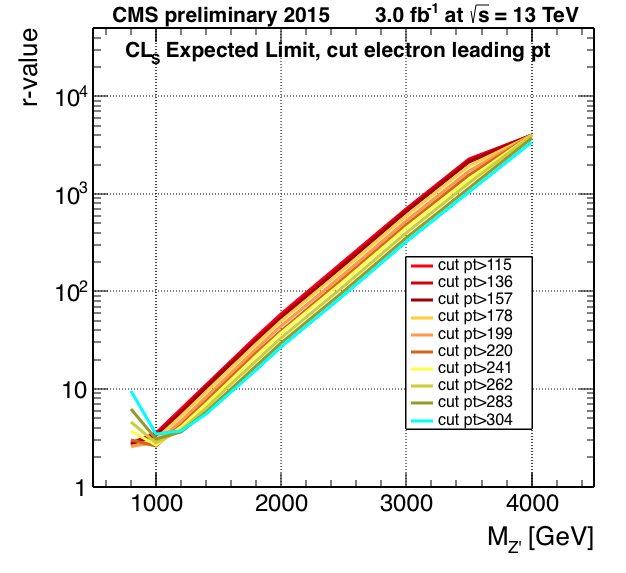 CMS preliminary 2015 3.0 fb⁻¹ at √s = 13 TeV
CLₛ Expected Limit, cut electron leading pt
r-value
10⁴
10³
10²
10
1
cut pt>115
cut pt>136
cut pt>157
cut pt>178
cut pt>199
cut pt>220
cut pt>241
cut pt>262
cut pt>283
cut pt>304
1000 2000 3000 4000
M_Z' [GeV]